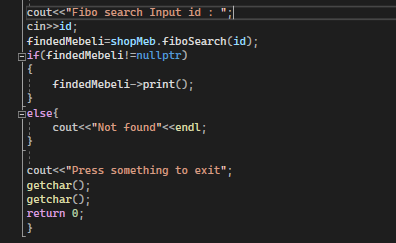 cout<<"Fibo search Input id : ";
cin>>id;
findedMebeli=shopMeb.fiboSearch(id);
if(findedMebeli!=nullptr)
{
findedMebeli->print();
}
else{
cout<<"Not found"<<endl;
}
cout<<"Press something to exit";
getchar();
getchar();
return 0;
}